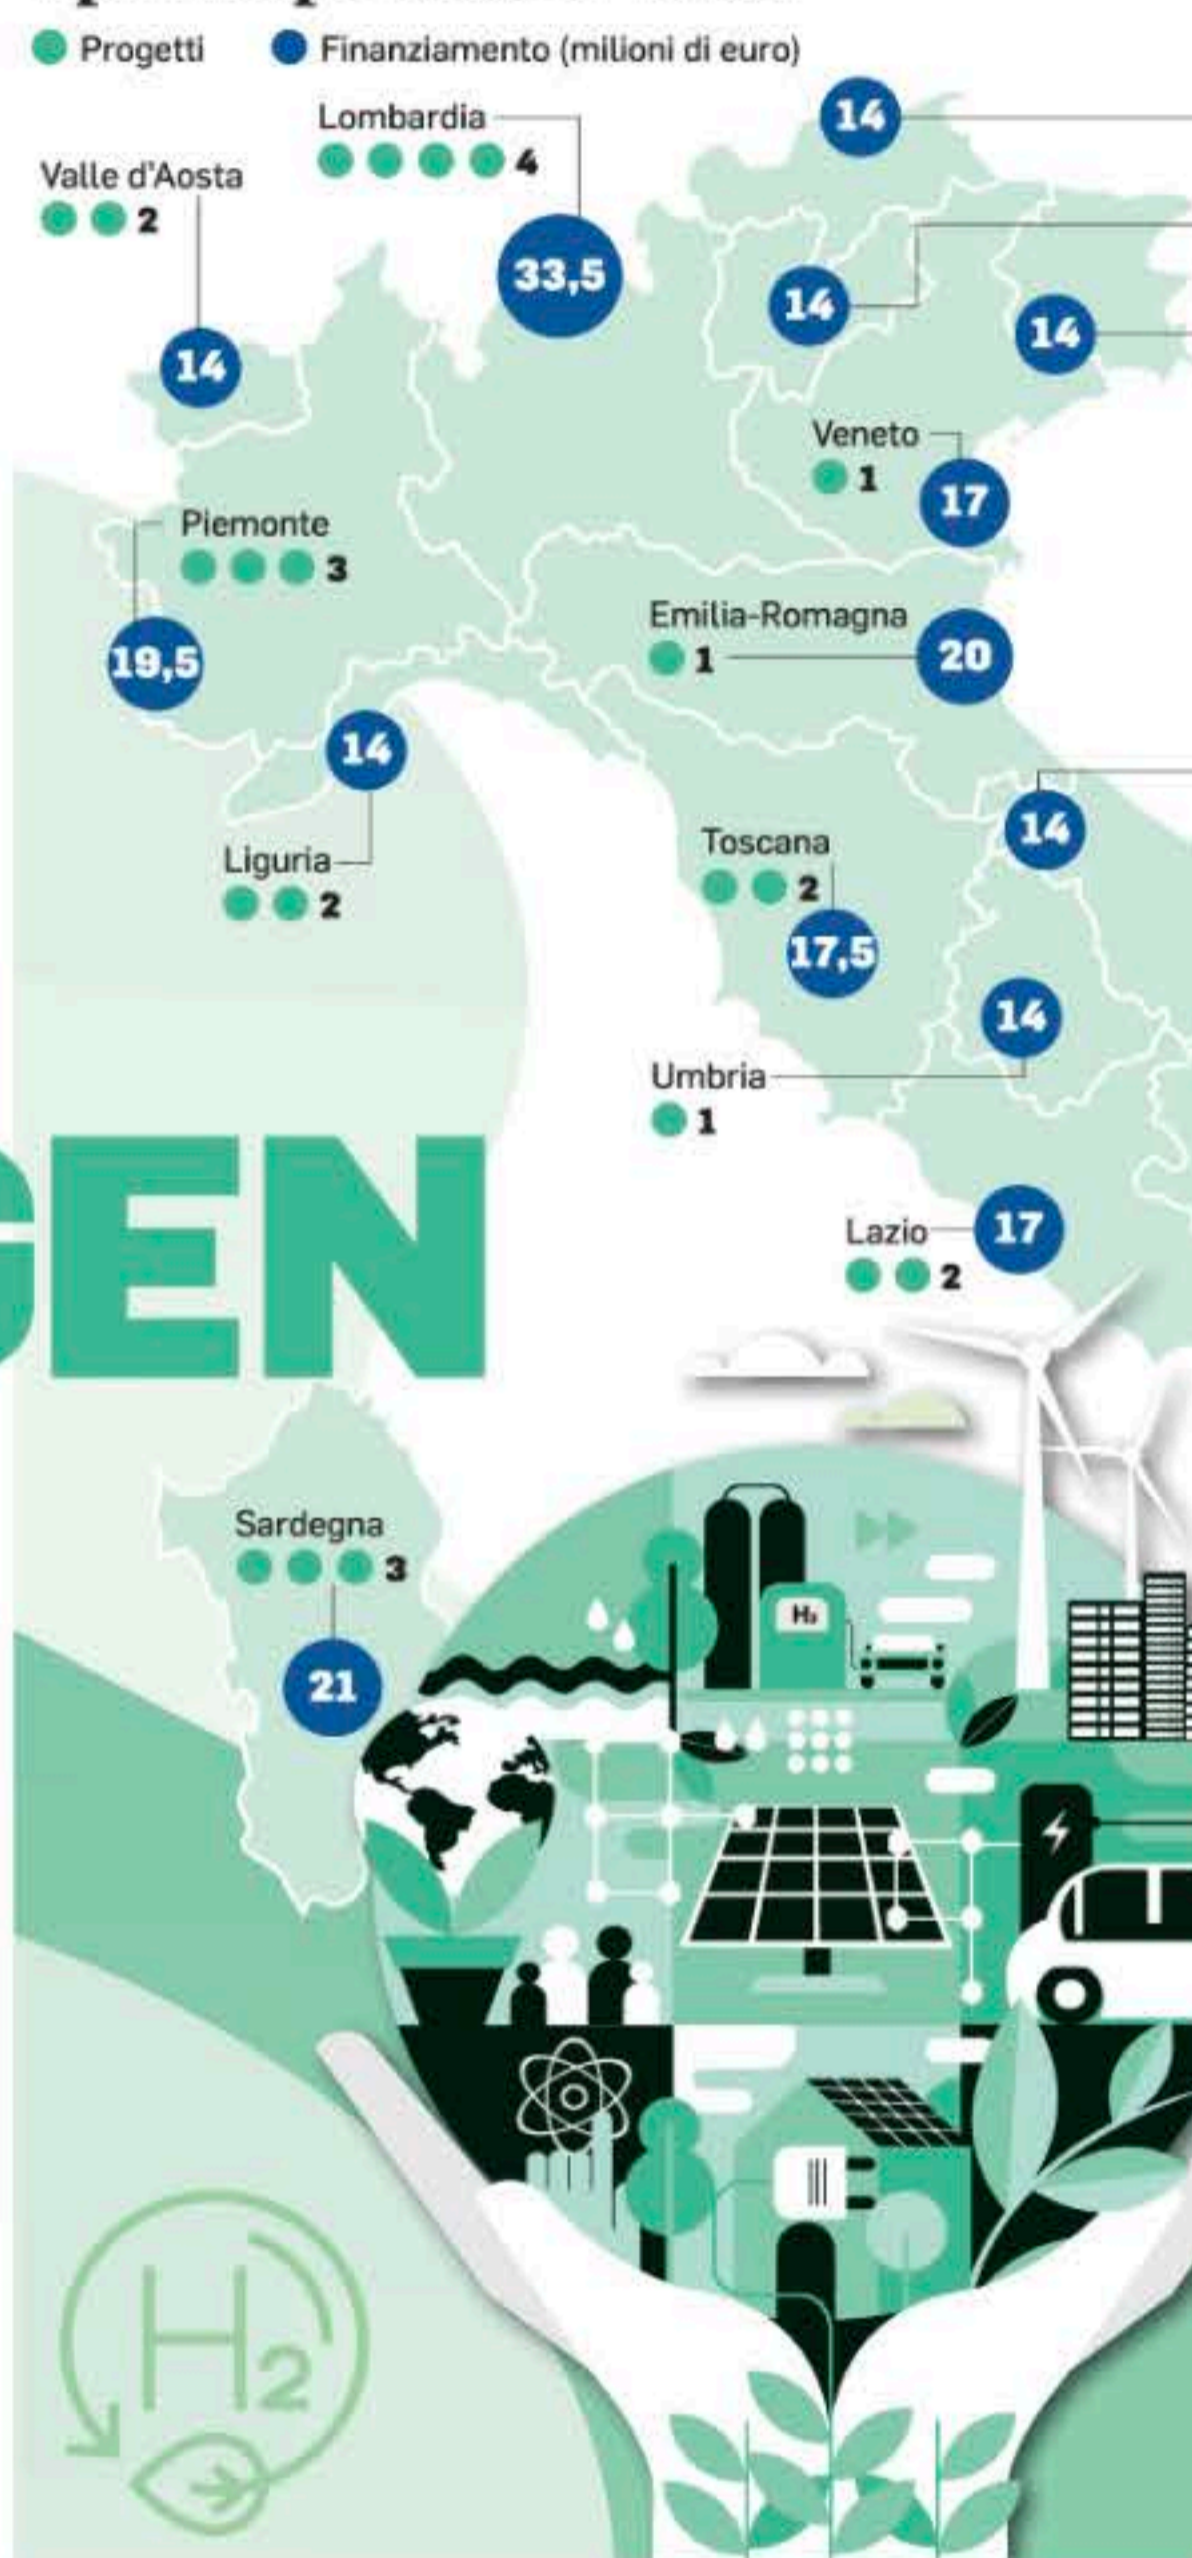 Progetti
Finanziamento (milioni di euro)
14
Lombardia
4
Valle d'Aosta
2
33,5
14
14
14
Veneto
1
17
Piemonte
3
19,5
Emilia-Romagna
1
20
14
Liguria
2
14
Toscana
2
17,5
14
Umbria
1
GEN
Lazio
2
17
Sardegna
3
21
H₂
H2